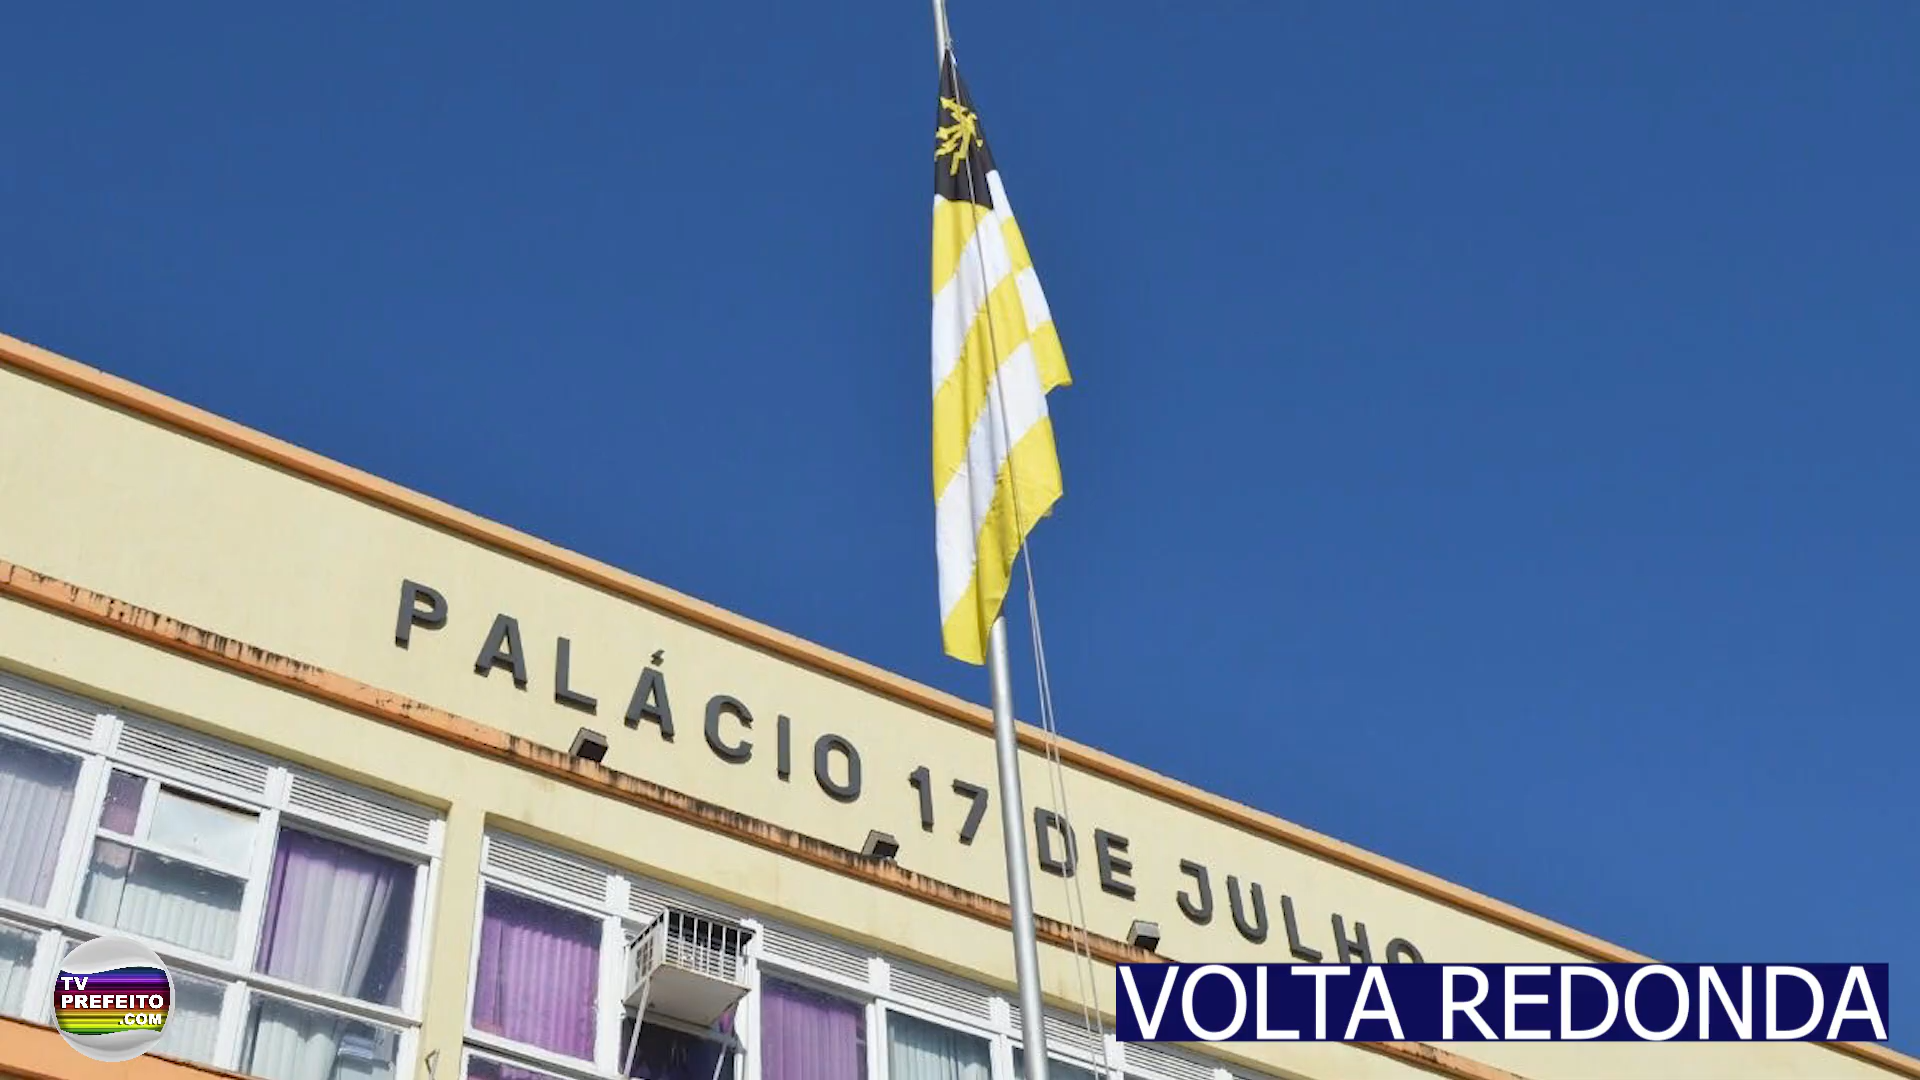 PALÁCIO 17 DE JULHO
TV
PREFEITO
.COM
VOLTA REDONDA